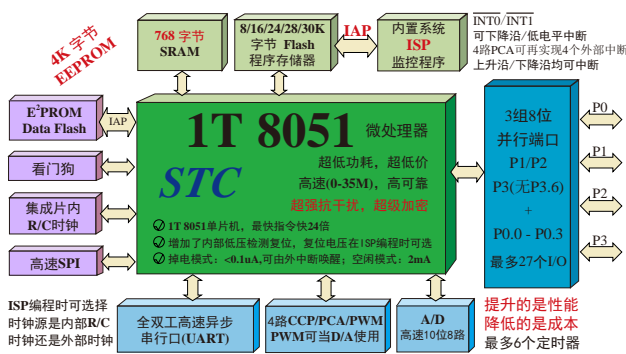 4K 字节
EEPROM
768 字节
SRAM
8/16/24/28/30K
字节 Flash
程序存储器
IAP
内置系统
ISP
监控程序
INT0/INT1
可下降沿/低电平中断
4路PCA可再实现4个外部中断
上升沿/下降沿均可中断
E²PROM
Data Flash
IAP
看门狗
集成片内
R/C时钟
高速SPI
1T 8051 微处理器
STC
超低功耗，超低价
高速(0-35M)，高可靠
超强抗干扰，超级加密
1T 8051单片机，最快指令快24倍
增加了内部低压检测复位，复位电压在ISP编程时可选
掉电模式：<0.1uA,可由外中断唤醒；空闲模式：2mA
3组8位
并行端口
P1/P2
P3(无P3.6)
+
P0.0 - P0.3
最多27个I/O
P0
P1
P2
P3
ISP编程时可选择
时钟源是内部R/C
时钟还是外部时钟
全双工高速异步
串行口(UART)
4路CCP/PCA/PWM
PWM可当D/A使用
A/D
高速10位8路
提升的是性能
降低的是成本
最多6个定时器